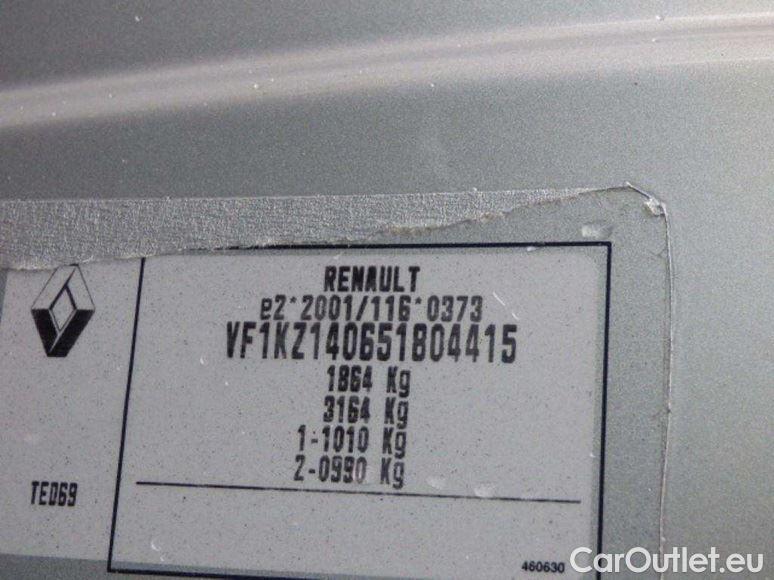 RENAULT
e2*2001/116*0373
VF1KZ140651804415
1864 Kg
3164 Kg
1-1010 Kg
2-0990 Kg
TED69
460630
CarOutlet.eu